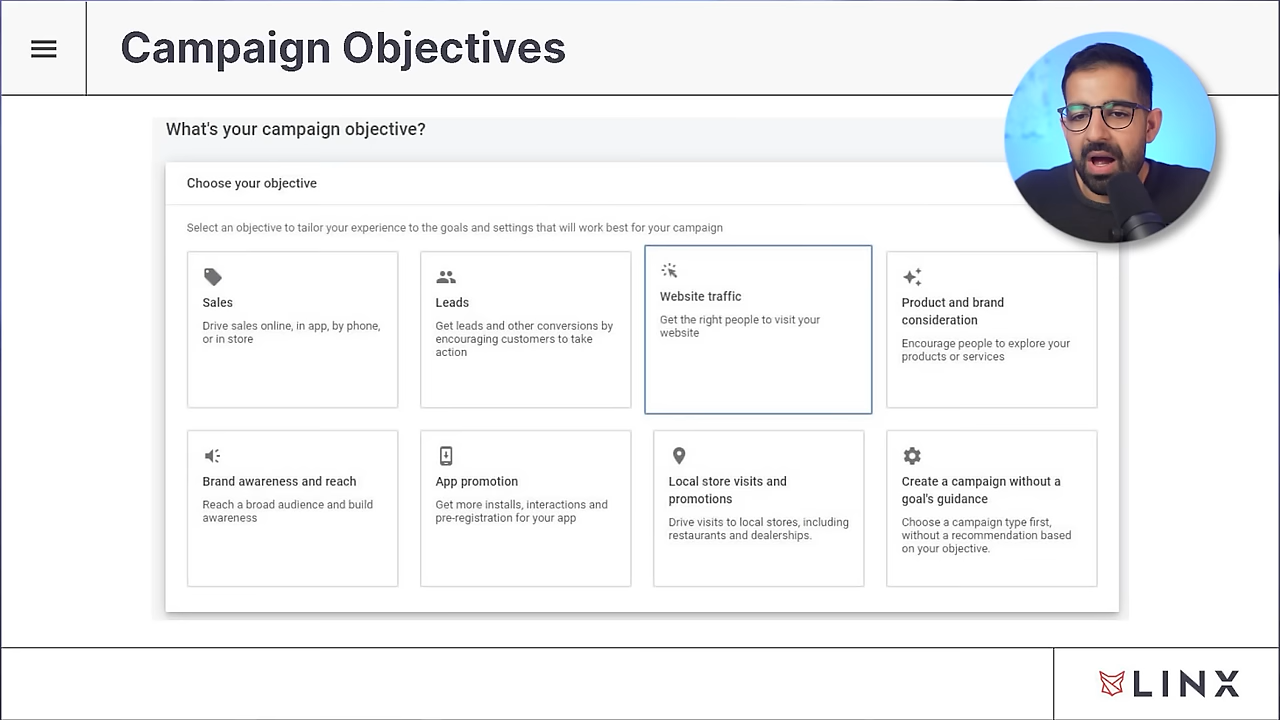 Campaign Objectives
What's your campaign objective?
Choose your objective
Select an objective to tailor your experience to the goals and settings that will work best for your campaign
Sales
Drive sales online, in app, by phone,
or in store
Leads
Get leads and other conversions by
encouraging customers to take
action
Website traffic
Get the right people to visit your
website
Product and brand
consideration
Encourage people to explore your
products or services
Brand awareness and reach
Reach a broad audience and build
awareness
App promotion
Get more installs, interactions and
pre-registration for your app
Local store visits and
promotions
Drive visits to local stores, including
restaurants and dealerships.
Create a campaign without a
goal's guidance
Choose a campaign type first,
without a recommendation based
on your objective.
LINX